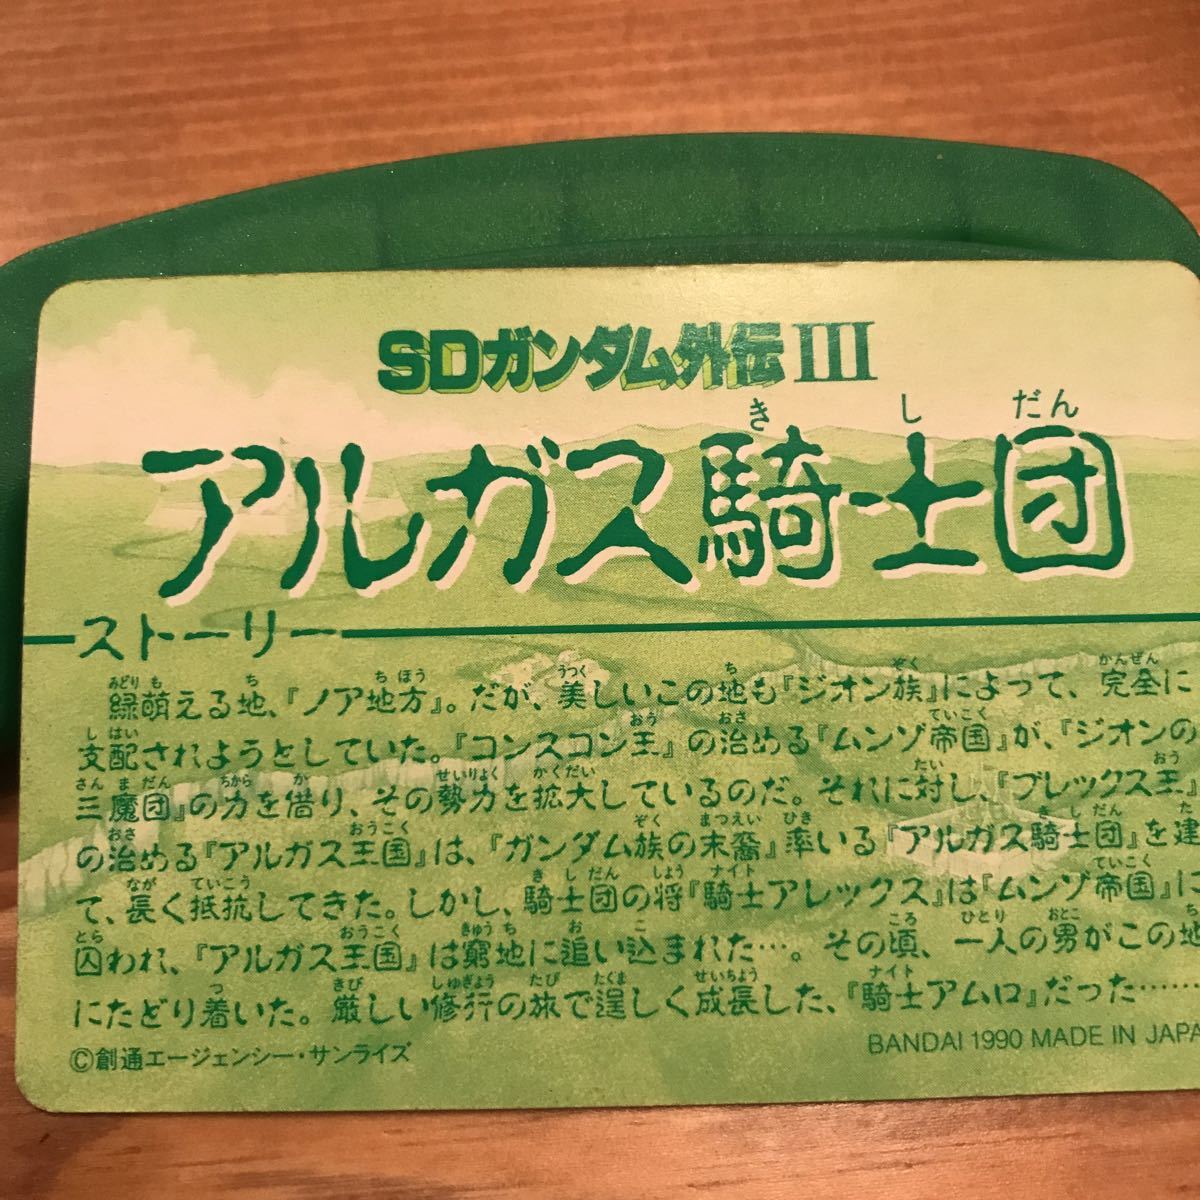 SDガンダム外伝III
アルガス騎士団
きしだん
ストーリー
緑萌える地、『ノア地方』。だが、美しいこの地も『ジオン族』によって、完全に
支配されようとしていた。『コンスコン王』の治める『ムンゾ帝国』が、『ジオンの
三魔団』の力を借り、その勢力を拡大しているのだ。それに対し、『ブレックス王』
の治める『アルガス王国』は、『ガンダム族の末裔』率いる『アルガス騎士団』を建
て、長く抵抗してきた。しかし、騎士団の将『騎士アレックス』は『ムンゾ帝国』に
囚われ、『アルガス王国』は窮地に追い込まれた…。その頃、一人の男がこの地
にたどり着いた。厳しい修行の旅で逞しく成長した、『騎士アムロ』だった……
©創通エージェンシー・サンライズ
BANDAI 1990 MADE IN JAPA